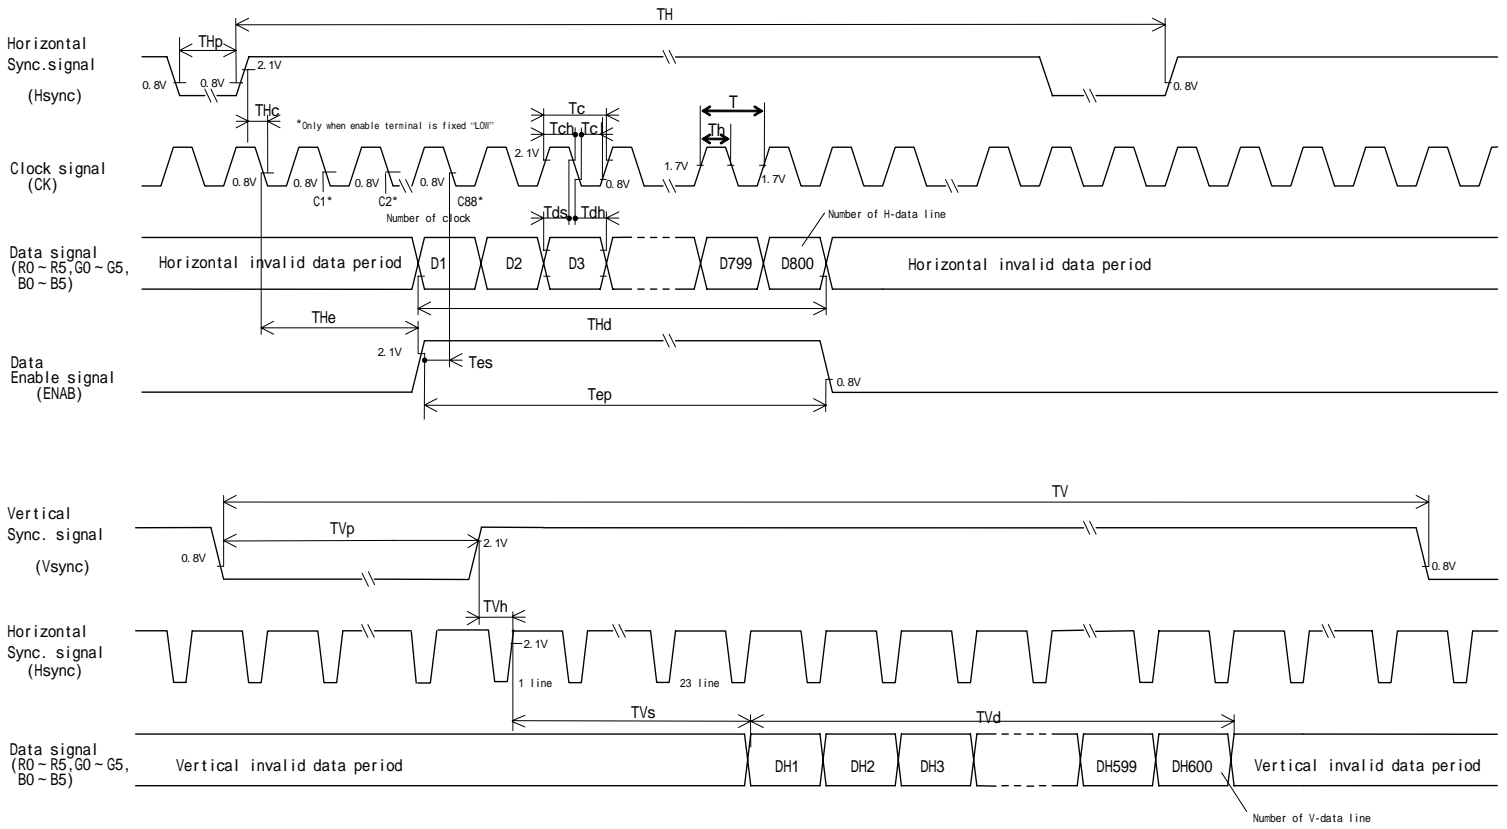 TH
Horizontal
Sync.signal
(Hsync)
THp
2.1V
0.8V
0.8V
0.8V
THc
*Only when enable terminal is fixed “LOW”
Tc
Tch
Tcl
T
Th
Clock signal
(CK)
2.1V
1.7V
1.7V
0.8V
0.8V
0.8V
0.8V
0.8V
C1*
C2*
C88*
Number of clock
Tds
Tdh
Number of H-data line
Data signal
(R0~R5,G0~G5,
B0~B5)
Horizontal invalid data period
D1
D2
D3
D799
D800
Horizontal invalid data period
THe
THd
2.1V
Tes
Data
Enable signal
(ENAB)
0.8V
Tep
TV
Vertical
Sync. signal
(Vsync)
TVp
0.8V
2.1V
0.8V
TVh
Horizontal
Sync. signal
(Hsync)
2.1V
1 line
23 line
TVs
TVd
Data signal
(R0~R5,G0~G5,
B0~B5)
Vertical invalid data period
DH1
DH2
DH3
DH599
DH600
Vertical invalid data period
Number of V-data line